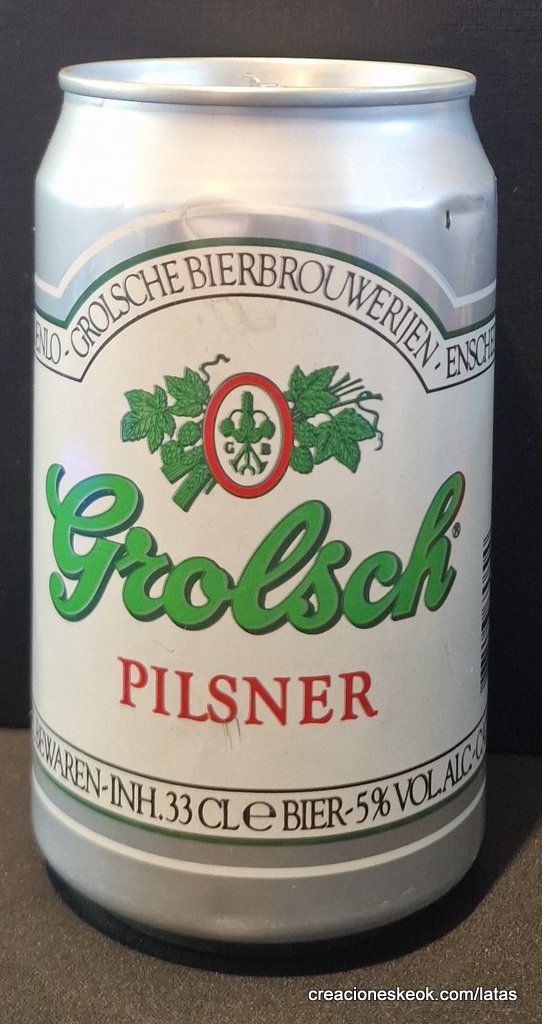 ENLO - GROLSCHE BIERBROUWERIJEN - ENSCHE
G B
Grolsch®
PILSNER
EWAREN-INH. 33 CL e BIER-5% VOL.ALC.-
creacioneskeok.com/latas